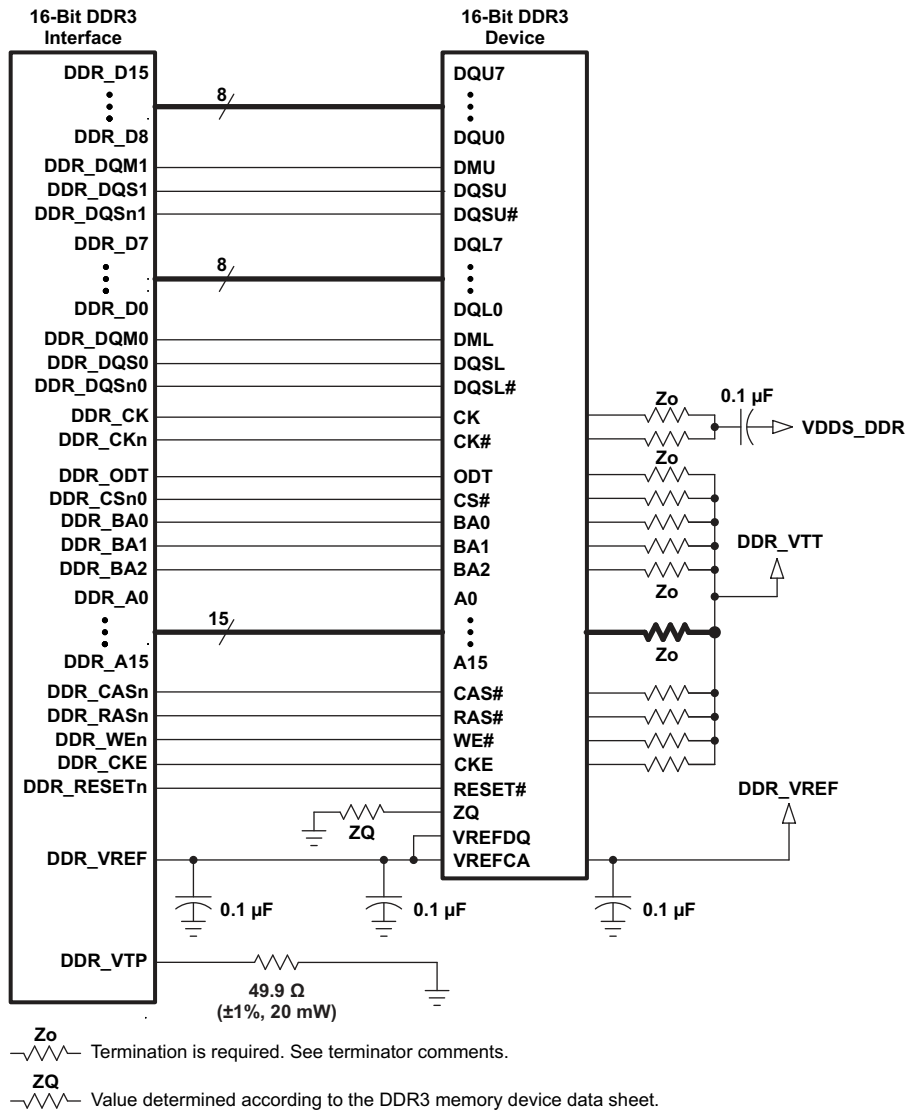 16-Bit DDR3
Interface
16-Bit DDR3
Device
DDR_D15
8
DQU7
DDR_D8
DQU0
DDR_DQM1
DMU
DDR_DQS1
DQSU
DDR_DQSn1
DQSU#
DDR_D7
8
DQL7
DDR_D0
DQL0
DDR_DQM0
DML
DDR_DQS0
DQSL
DDR_DQSn0
DQSL#
Zo
0.1 µF
DDR_CK
CK
VDDS_DDR
DDR_CKn
CK#
Zo
DDR_ODT
ODT
DDR_CSn0
CS#
DDR_BA0
BA0
DDR_BA1
BA1
DDR_VTT
DDR_BA2
BA2
Zo
DDR_A0
A0
15
Zo
DDR_A15
A15
DDR_CASn
CAS#
DDR_RASn
RAS#
DDR_WEn
WE#
DDR_CKE
CKE
DDR_RESETn
RESET#
DDR_VREF
ZQ
ZQ
VREFDQ
DDR_VREF
VREFCA
0.1 µF
0.1 µF
0.1 µF
DDR_VTP
49.9 Ω
(±1%, 20 mW)
Zo
Termination is required. See terminator comments.
ZQ
Value determined according to the DDR3 memory device data sheet.